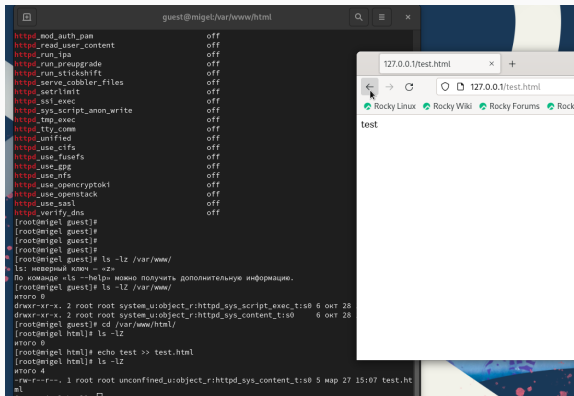 guest@migel:/var/www/html
httpd_mod_auth_pam off
httpd_read_user_content off
httpd_run_ipa off
httpd_run_preupgrade off
httpd_run_stickshift off
httpd_serve_cobbler_files off
httpd_setrlimit off
httpd_ssi_exec off
httpd_sys_script_anon_write off
httpd_tmp_exec off
httpd_tty_comm off
httpd_unified off
httpd_use_cifs off
httpd_use_fusefs off
httpd_use_gpg off
httpd_use_nfs off
httpd_use_opencryptoki off
httpd_use_openstack off
httpd_use_sasl off
httpd_verify_dns off
[root@migel guest]#
[root@migel guest]#
[root@migel guest]#
[root@migel guest]#
[root@migel guest]# ls -lz /var/www/
ls: неверный ключ — «z»
По команде «ls --help» можно получить дополнительную информацию.
[root@migel guest]# ls -lZ /var/www/
итого 0
drwxr-xr-x. 2 root root system_u:object_r:httpd_sys_script_exec_t:s0 6 окт 28
drwxr-xr-x. 2 root root system_u:object_r:httpd_sys_content_t:s0 6 окт 28
[root@migel guest]# cd /var/www/html/
[root@migel html]# ls -lZ
итого 0
[root@migel html]# echo test >> test.html
[root@migel html]# ls -lZ
итого 4
-rw-r--r--. 1 root root unconfined_u:object_r:httpd_sys_content_t:s0 5 мар 27 15:07 test.ht
ml
127.0.0.1/test.html
127.0.0.1/test.html
Rocky Linux Rocky Wiki Rocky Forums Rock
test